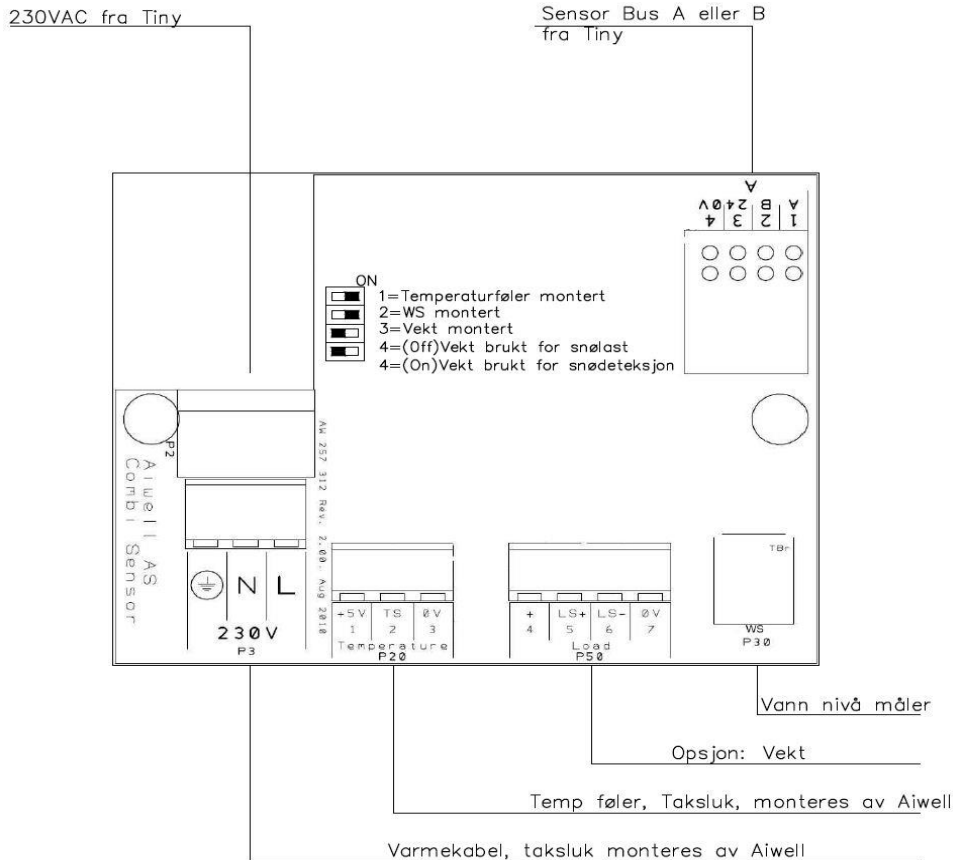 230VAC fra Tiny
Sensor Bus A eller B
fra Tiny
A
A B 24 0V
1 2 3 4
ON
1=Temperaturføler montert
2=WS montert
3=Vekt montert
4=(Off)Vekt brukt for snølast
4=(On)Vekt brukt for snødeteksjon
P2
Aiwell AS
Combi Sensor
AW 257 312 Rev. 2.00. Aug 2010
N L
230V
P3
+5V TS 0V
1 2 3
Temperature
P20
+ LS+ LS- 0V
4 5 6 7
Load
P50
TBr
WS
P30
Vann nivå måler
Opsjon: Vekt
Temp føler, Taksluk, monteres av Aiwell
Varmekabel, taksluk monteres av Aiwell